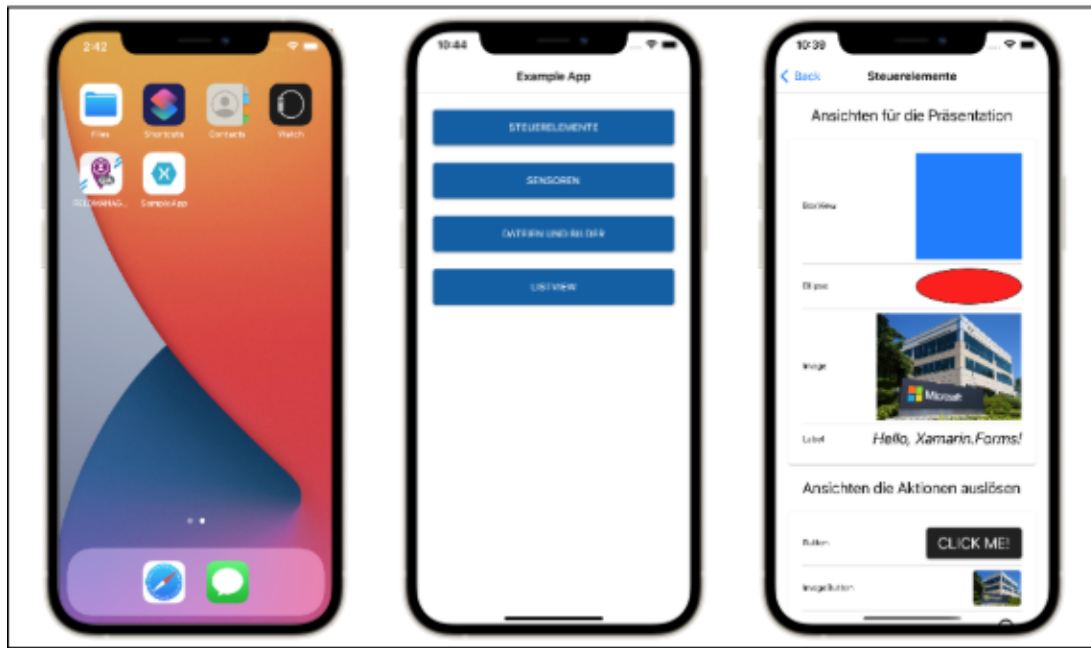 2:42
Files
Shortcuts
Contacts
Watch
SampleApp
10:44
Example App
STEUERELEMENTE
SENSOREN
DATEIEN UND BILDER
LISTVIEW
10:39
Back
Steuerelemente
Ansichten für die Präsentation
BoxView
Ellipse
Image
Microsoft
Label
Hello, Xamarin.Forms!
Ansichten die Aktionen auslösen
Button
CLICK ME!
ImageButton